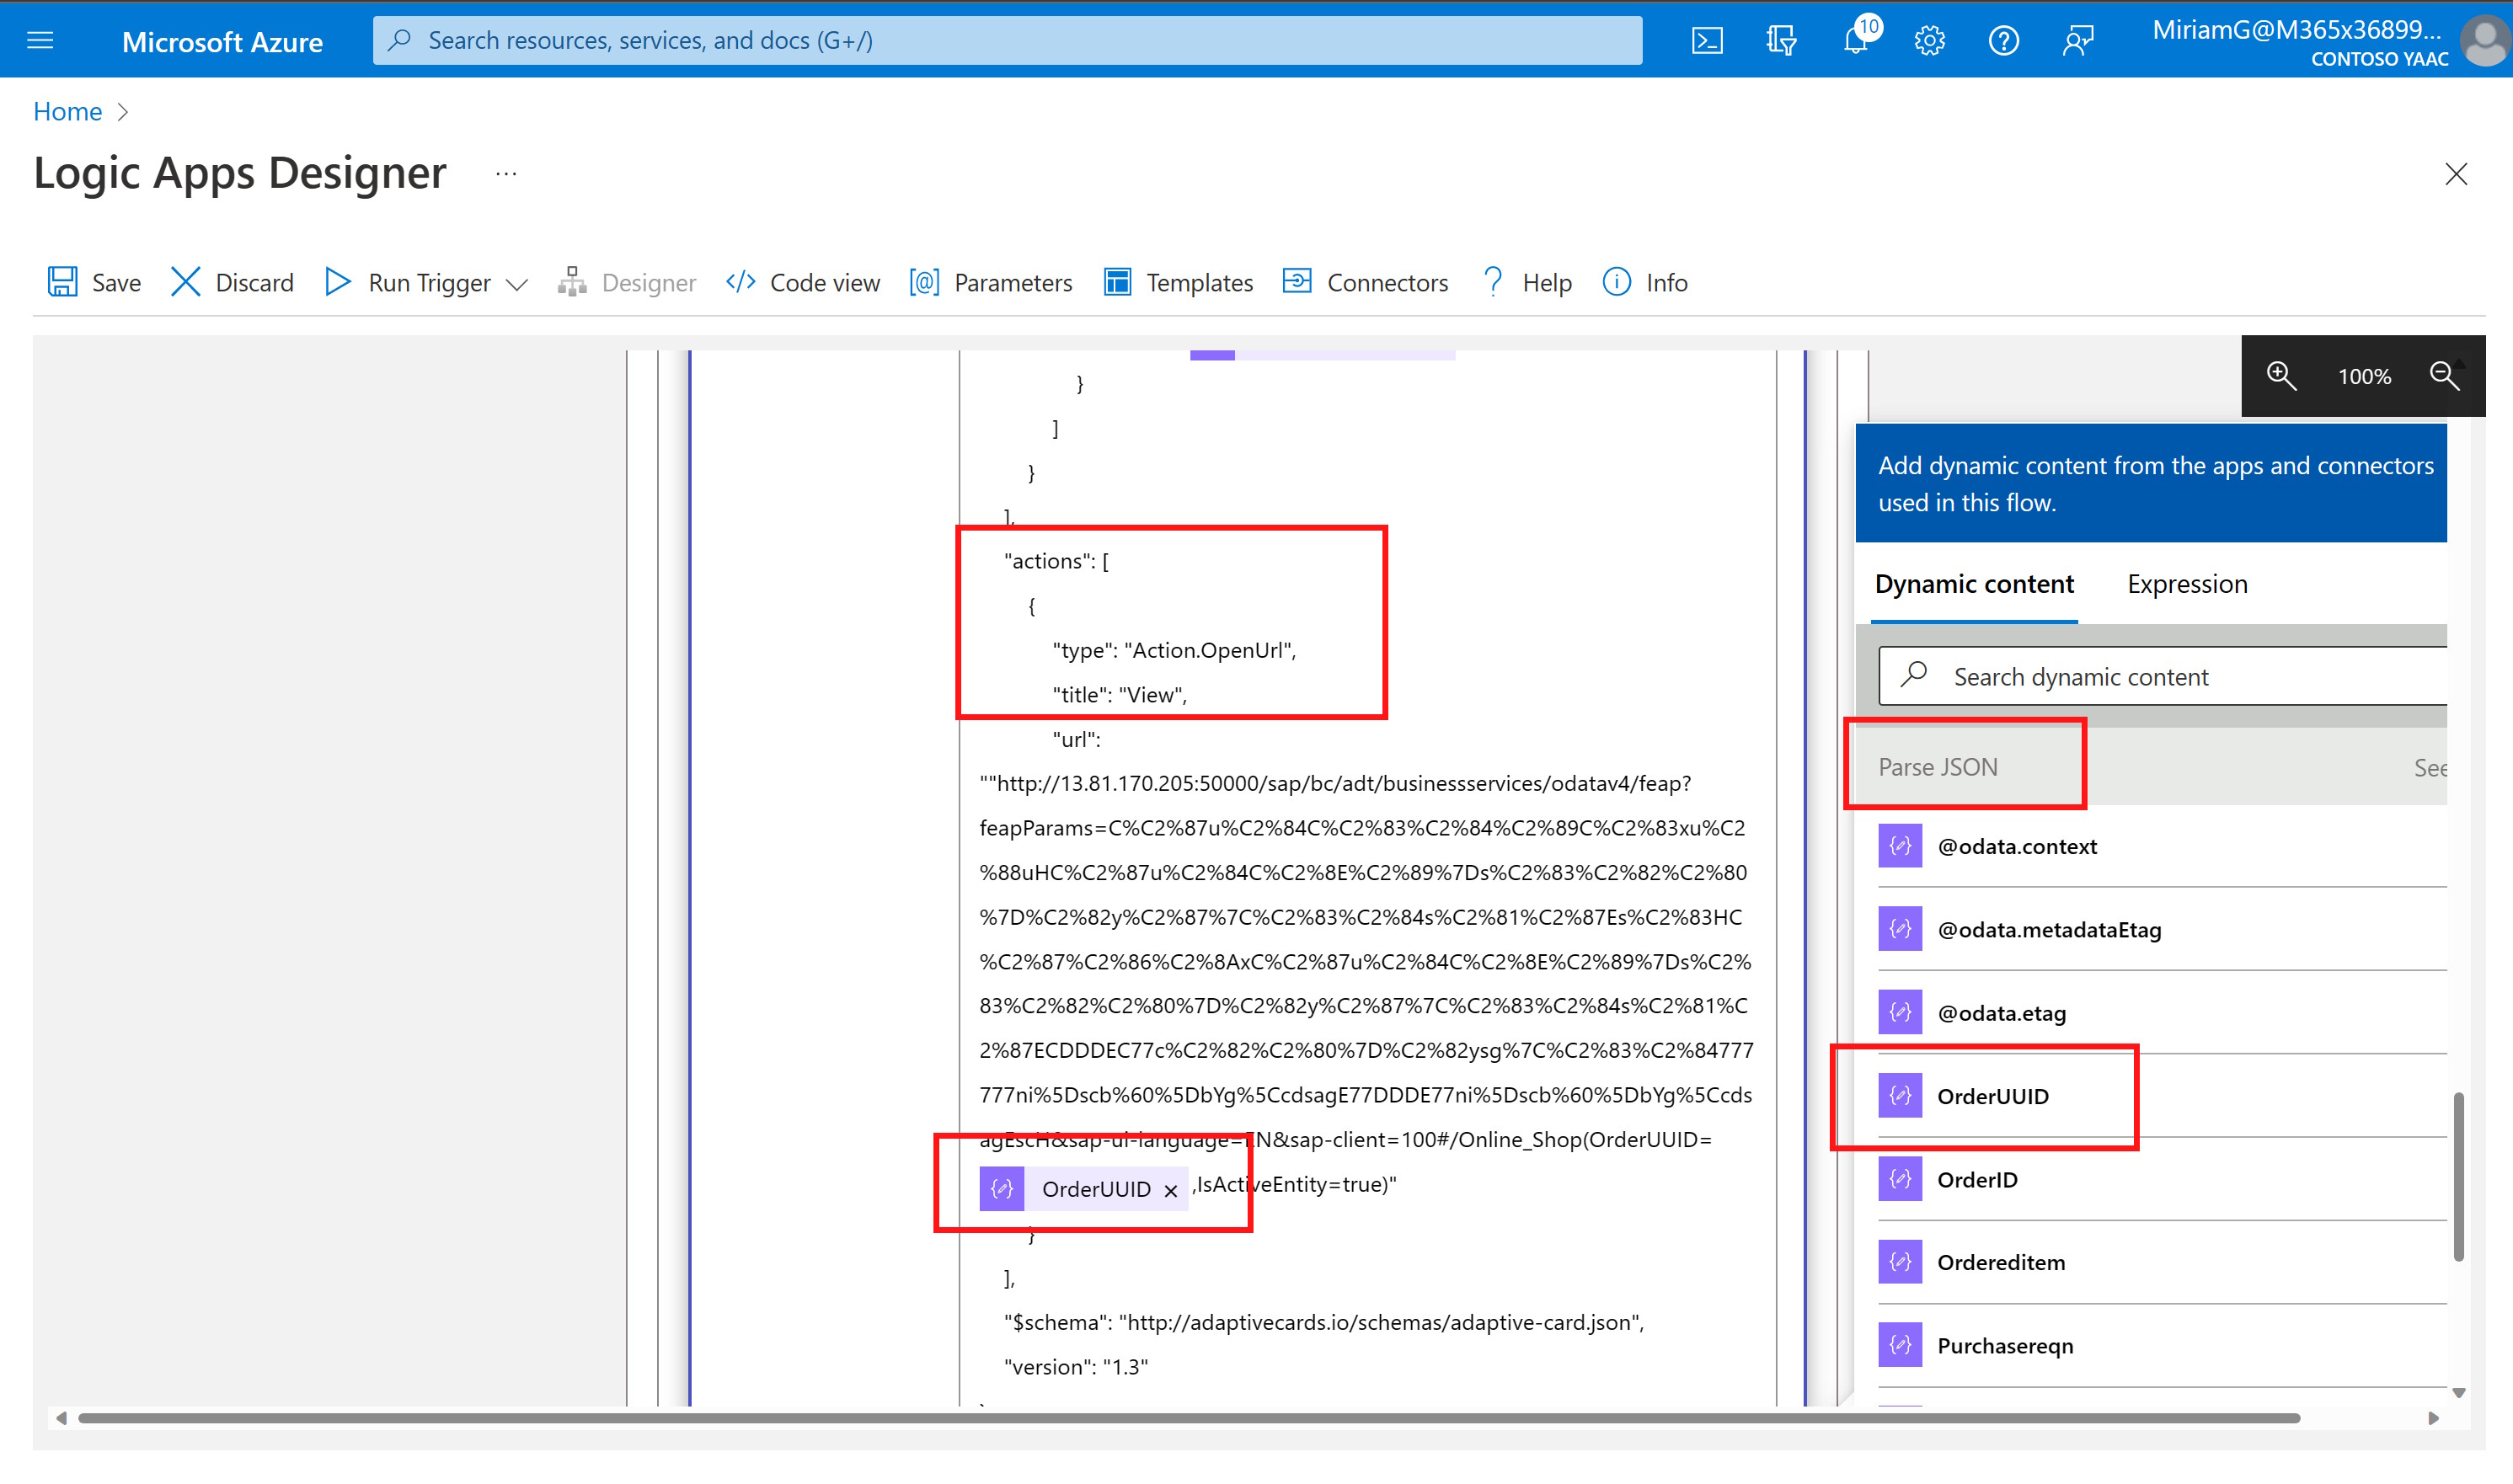 Microsoft Azure
Search resources, services, and docs (G+/)
10
MiriamG@M365x36899...
CONTOSO YAAC
Home
Logic Apps Designer
...
Save
Discard
Run Trigger
Designer
Code view
Parameters
Templates
Connectors
Help
Info
100%
}
]
}
],
"actions": [
{
"type": "Action.OpenUrl",
"title": "View",
"url":
""http://13.81.170.205:50000/sap/bc/adt/businessservices/odatav4/feap?
feapParams=C%C2%87u%C2%84C%C2%83%C2%84%C2%89C%C2%83xu%C2
%88uHC%C2%87u%C2%84C%C2%8E%C2%89%7Ds%C2%83%C2%82%C2%80
%7D%C2%82y%C2%87%7C%C2%83%C2%84s%C2%81%C2%87Es%C2%83HC
%C2%87%C2%86%C2%8AxC%C2%87u%C2%84C%C2%8E%C2%89%7Ds%C2%
83%C2%82%C2%80%7D%C2%82y%C2%87%7C%C2%83%C2%84s%C2%81%C
2%87ECDDDEC77c%C2%82%C2%80%7D%C2%82ysg%7C%C2%83%C2%84777
777ni%5Dscb%60%5DbYg%5CcdsagE77DDDE77ni%5Dscb%60%5DbYg%5Ccds
agEscH&sap-ui-language=EN&sap-client=100#/Online_Shop(OrderUUID=
OrderUUID × ,IsActiveEntity=true)"
}
],
"$schema": "http://adaptivecards.io/schemas/adaptive-card.json",
"version": "1.3"
Add dynamic content from the apps and connectors
used in this flow.
Dynamic content
Expression
Search dynamic content
Parse JSON
See
@odata.context
@odata.metadataEtag
@odata.etag
OrderUUID
OrderID
Ordereditem
Purchasereqn